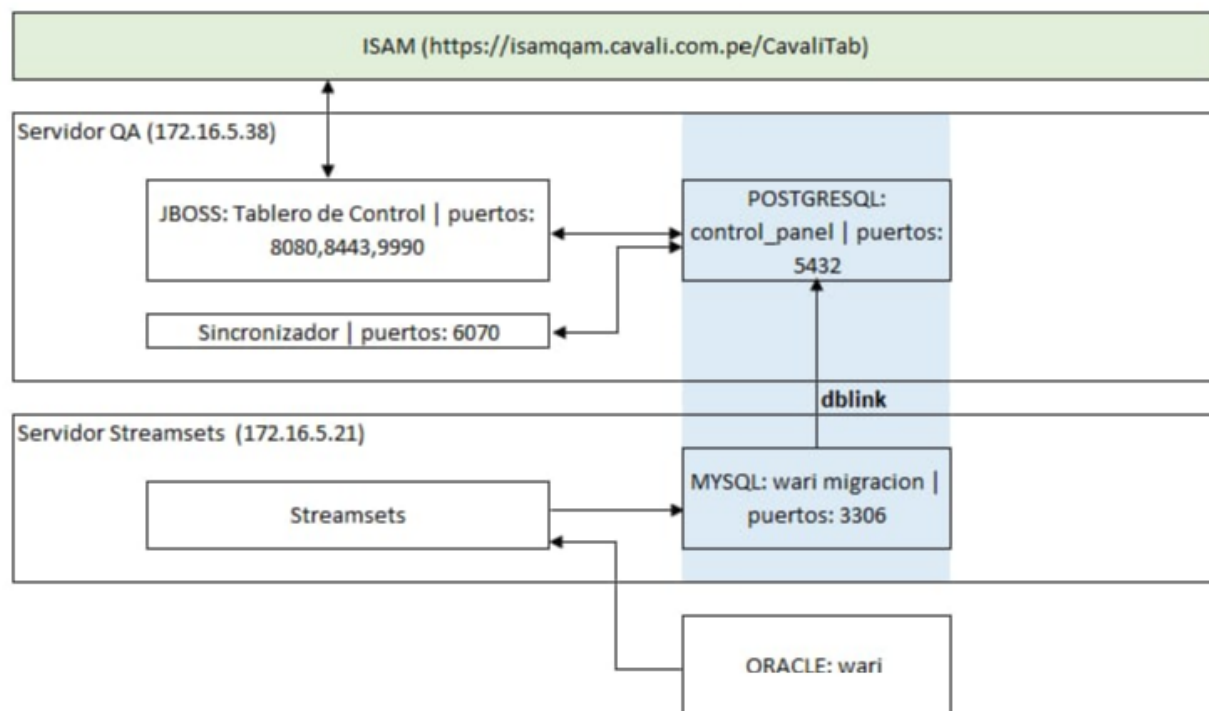 ISAM (https://isamqam.cavali.com.pe/CavaliTab)
Servidor QA (172.16.5.38)
JBOSS: Tablero de Control | puertos:
8080,8443,9990
POSTGRESQL:
control_panel | puertos:
5432
Sincronizador | puertos: 6070
dblink
Servidor Streamsets (172.16.5.21)
Streamsets
MYSQL: wari migracion |
puertos: 3306
ORACLE: wari